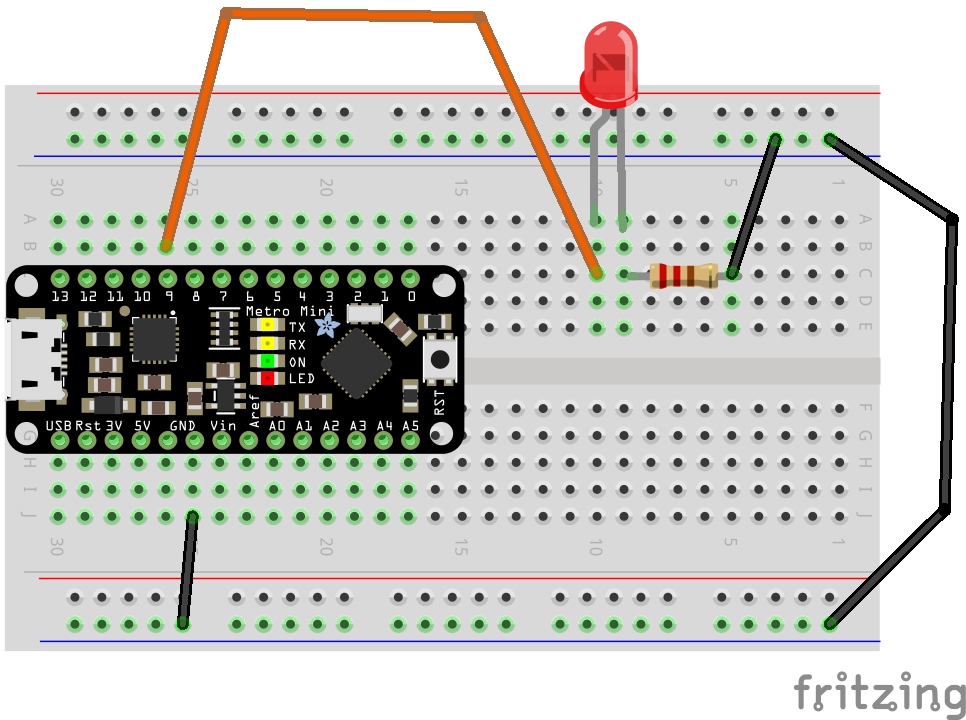 30 25 20 15 10 5 1
A A
B B
C C
D D
E E
13 12 11 10 9 8 7 6 5 4 3 2 1 0
Metro Mini
TX
RX
ON
LED
RST
Aref
USB Rst 3V 5V GND Vin A0 A1 A2 A3 A4 A5
F
G G
H H
I I
J J
30 20 15 10 5 1
fritzing